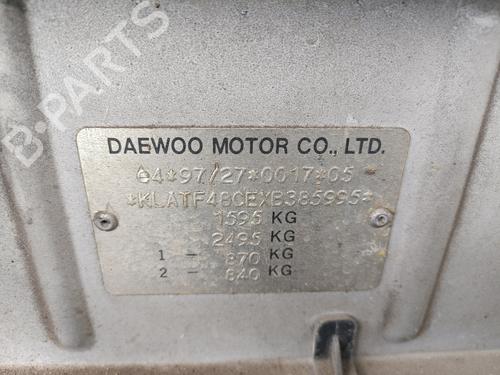 B-PARTS
DAEWOO MOTOR CO., LTD.
e4*97/27*0017*05
*KLATF48CEXB385995*
1595 KG
2495 KG
1 - 870 KG
2 - 840 KG